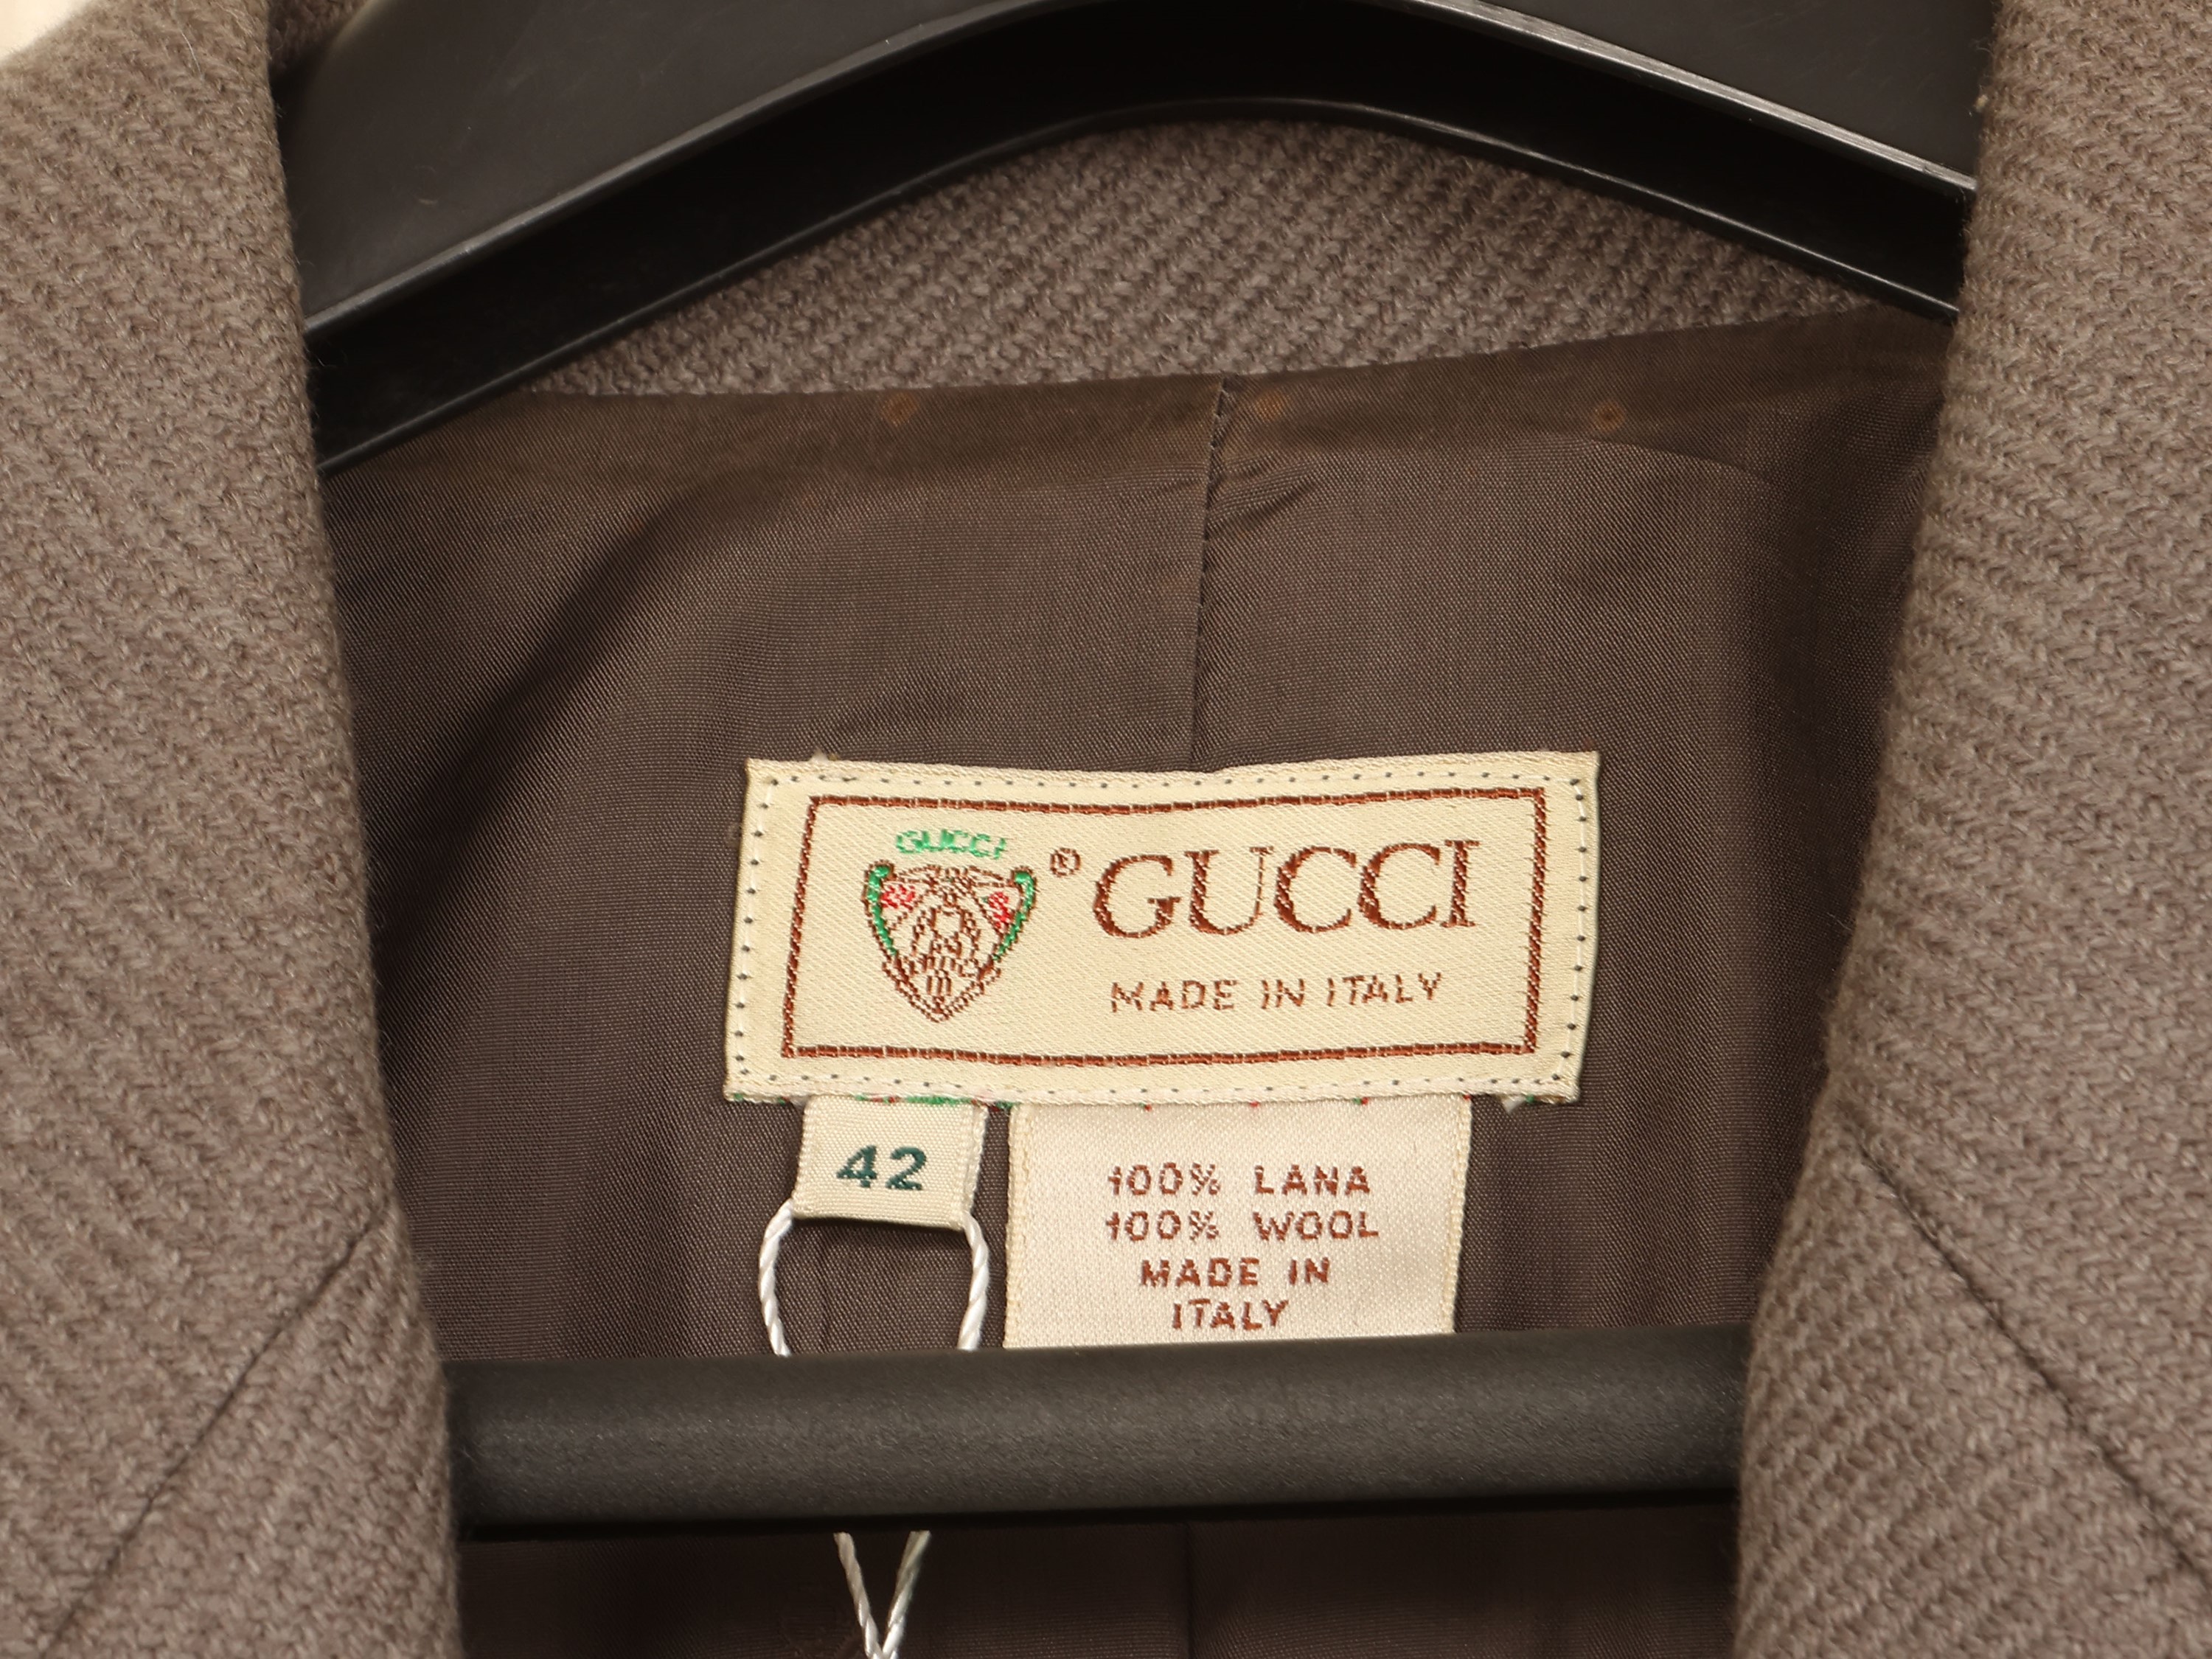 GUCCI
® GUCCI
MADE IN ITALY
42
100% LANA
100% WOOL
MADE IN
ITALY